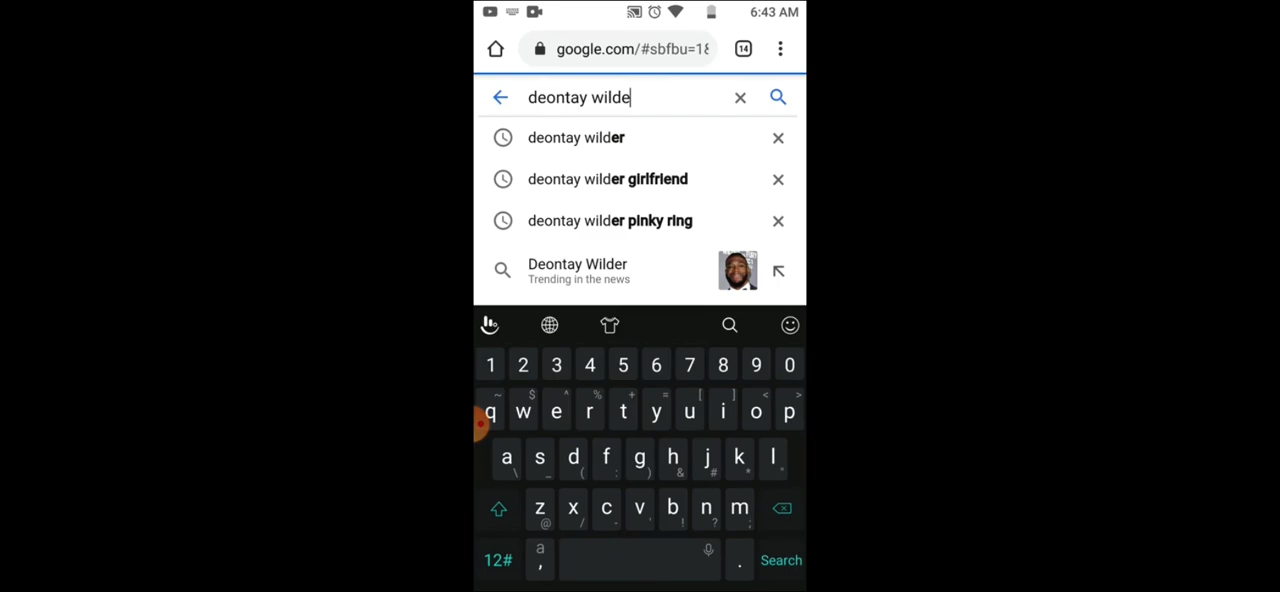 6:43 AM
google.com/#sbfbu=18
14
deontay wilde
deontay wilder
deontay wilder girlfriend
deontay wilder pinky ring
Deontay Wilder
Trending in the news
1 2 3 4 5 6 7 8 9 0
~ $ ^ % + = [ ] < >
q w e r t y u i o p
a s d f g h j k l
\ _ ( : ) & # * "
z x c v b n m
@ / - ' ! ? ;
12# a , . Search